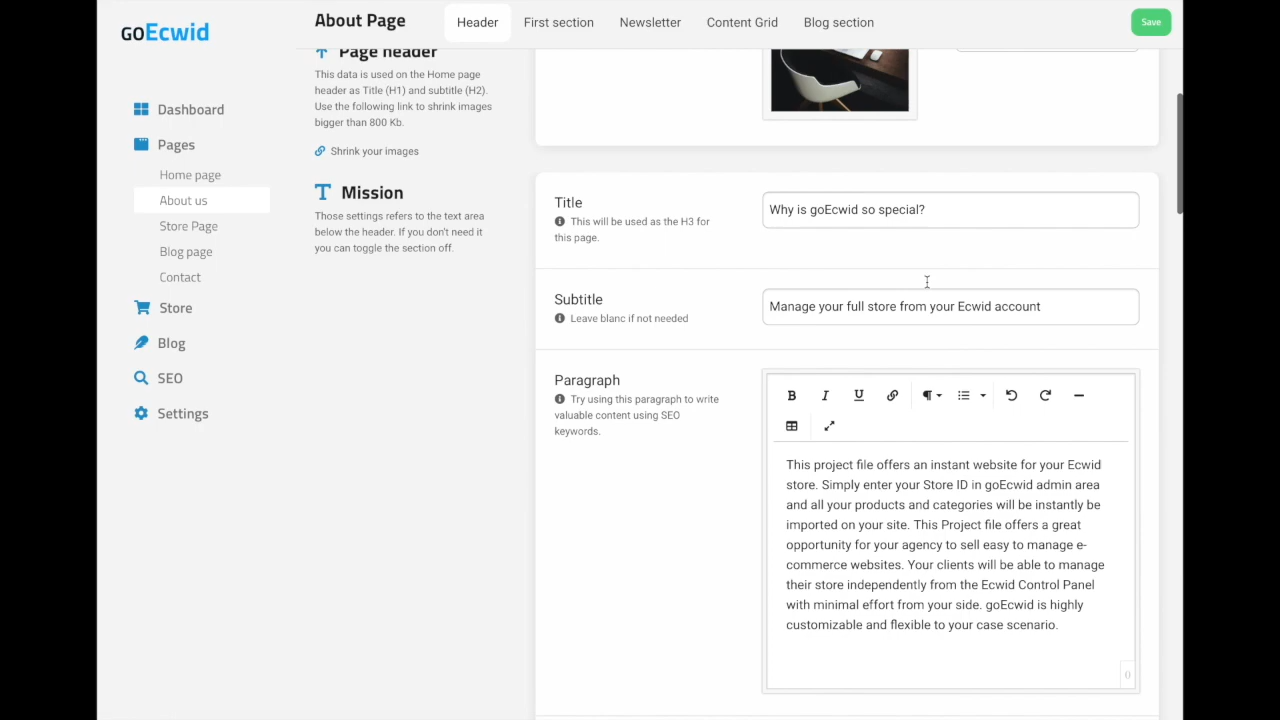 GOEcwid
About Page
Header
First section
Newsletter
Content Grid
Blog section
Save
Dashboard
Pages
Home page
About us
Store Page
Blog page
Contact
Store
Blog
SEO
Settings
Page header
This data is used on the Home page
header as Title (H1) and subtitle (H2).
Use the following link to shrink images
bigger than 800 Kb.
Shrink your images
Mission
Those settings refers to the text area
below the header. If you don't need it
you can toggle the section off.
Title
This will be used as the H3 for
this page.
Why is goEcwid so special?
Subtitle
Leave blanc if not needed
Manage your full store from your Ecwid account
Paragraph
Try using this paragraph to write
valuable content using SEO
keywords.
B I U
This project file offers an instant website for your Ecwid
store. Simply enter your Store ID in goEcwid admin area
and all your products and categories will be instantly be
imported on your site. This Project file offers a great
opportunity for your agency to sell easy to manage e-
commerce websites. Your clients will be able to manage
their store independently from the Ecwid Control Panel
with minimal effort from your side. goEcwid is highly
customizable and flexible to your case scenario.
0